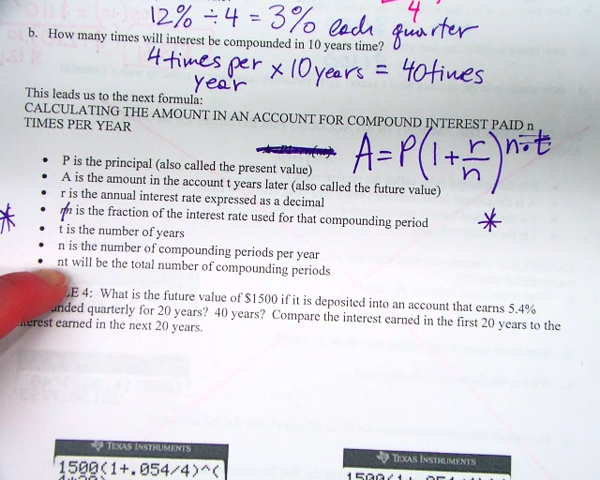 12% ÷ 4 = 3% each quarter
4
b. How many times will interest be compounded in 10 years time?
4 times per year × 10 years = 40 times
This leads us to the next formula:
CALCULATING THE AMOUNT IN AN ACCOUNT FOR COMPOUND INTEREST PAID n
TIMES PER YEAR
A = P(1 + r/n)^n·t
• P is the principal (also called the present value)
• A is the amount in the account t years later (also called the future value)
• r is the annual interest rate expressed as a decimal
* • is the fraction of the interest rate used for that compounding period *
• t is the number of years
• n is the number of compounding periods per year
• nt will be the total number of compounding periods
LE 4: What is the future value of $1500 if it is deposited into an account that earns 5.4%
nded quarterly for 20 years? 40 years? Compare the interest earned in the first 20 years to the
erest earned in the next 20 years.
TEXAS INSTRUMENTS
1500(1+.054/4)^(
TEXAS INSTRUMENTS